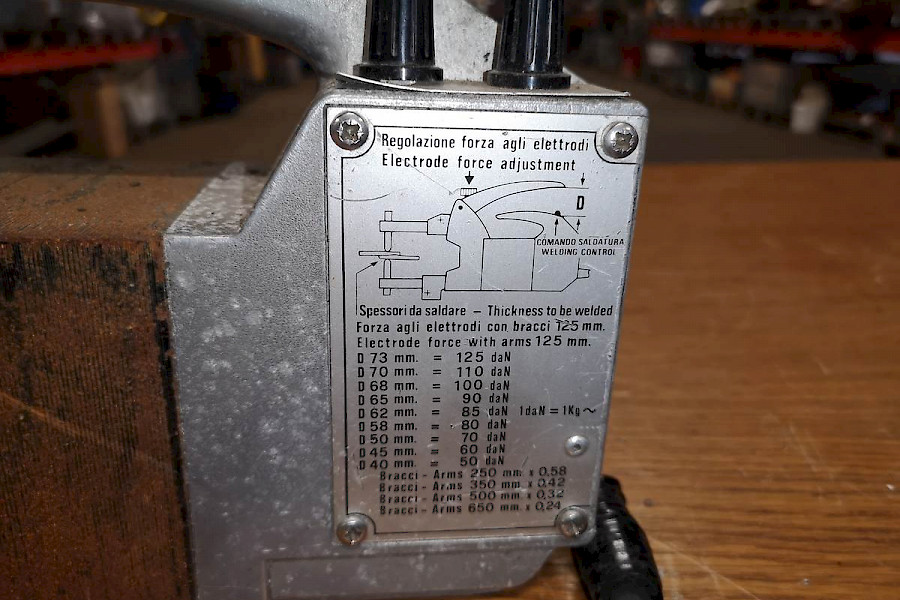 Regolazione forza agli elettrodi
Electrode force adjustment
D
COMANDO SALDATURA
WELDING CONTROL
Spessori da saldare – Thickness to be welded
Forza agli elettrodi con bracci 125 mm.
Electrode force with arms 125 mm.
D 73 mm. = 125 daN
D 70 mm. = 110 daN
D 68 mm. = 100 daN
D 65 mm. = 90 daN
D 62 mm. = 85 daN 1daN = 1Kg ~
D 58 mm. = 80 daN
D 50 mm. = 70 daN
D 45 mm. = 60 daN
D 40 mm. = 50 daN
Bracci - Arms 250 mm. x 0,58
Bracci - Arms 350 mm. x 0,42
Bracci - Arms 500 mm. x 0,32
Bracci - Arms 650 mm. x 0,24